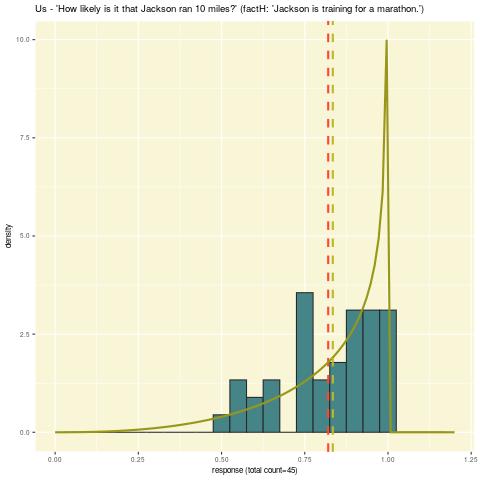 Us - 'How likely is it that Jackson ran 10 miles?' (factH: 'Jackson is training for a marathon.')
10.0
7.5
5.0
2.5
0.0
density
0.00 0.25 0.50 0.75 1.00 1.25
response (total count=45)